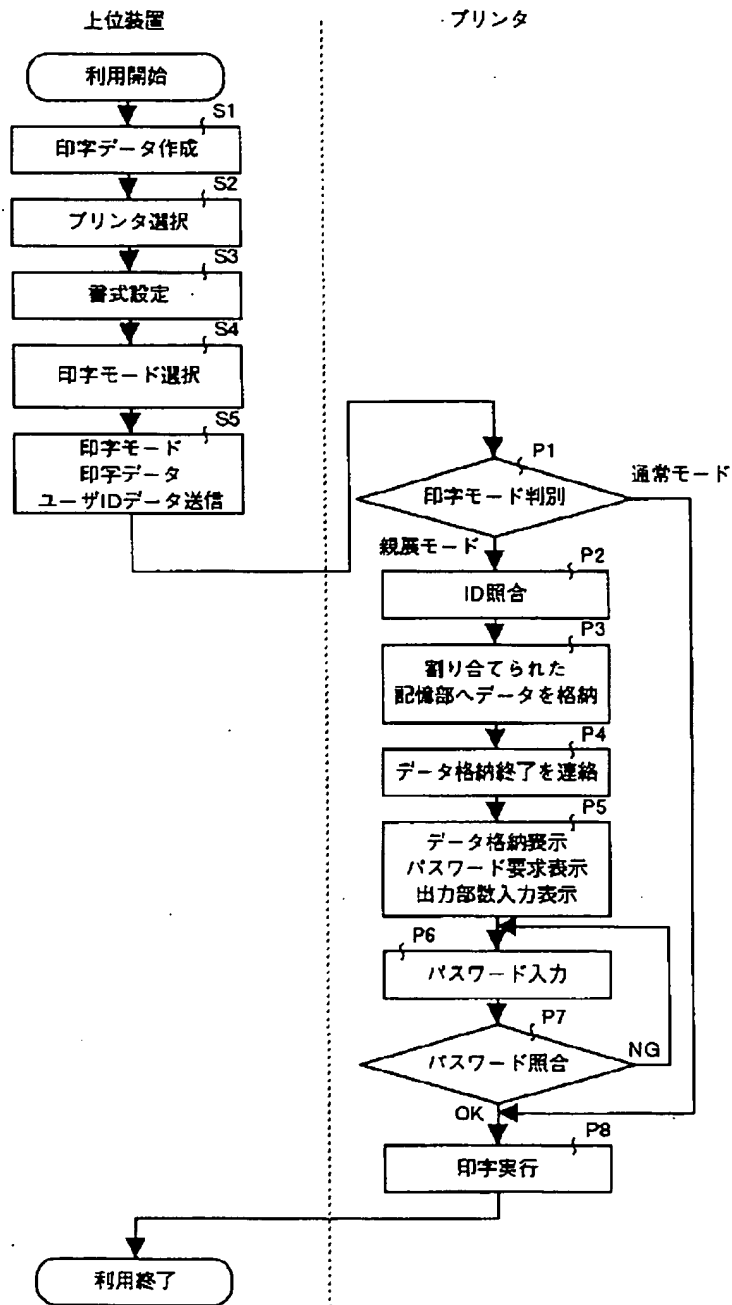 上位装置
プリンタ
利用開始
S1
印字データ作成
S2
プリンタ選択
S3
書式設定
S4
印字モード選択
S5
印字モード
印字データ
ユーザIDデータ送信
P1
印字モード判別
通常モード
親展モード
P2
ID照合
P3
割り合てられた
記憶部へデータを格納
P4
データ格納終了を連絡
P5
データ格納表示
パスワード要求表示
出力部数入力表示
P6
パスワード入力
P7
パスワード照合
NG
OK
P8
印字実行
利用終了